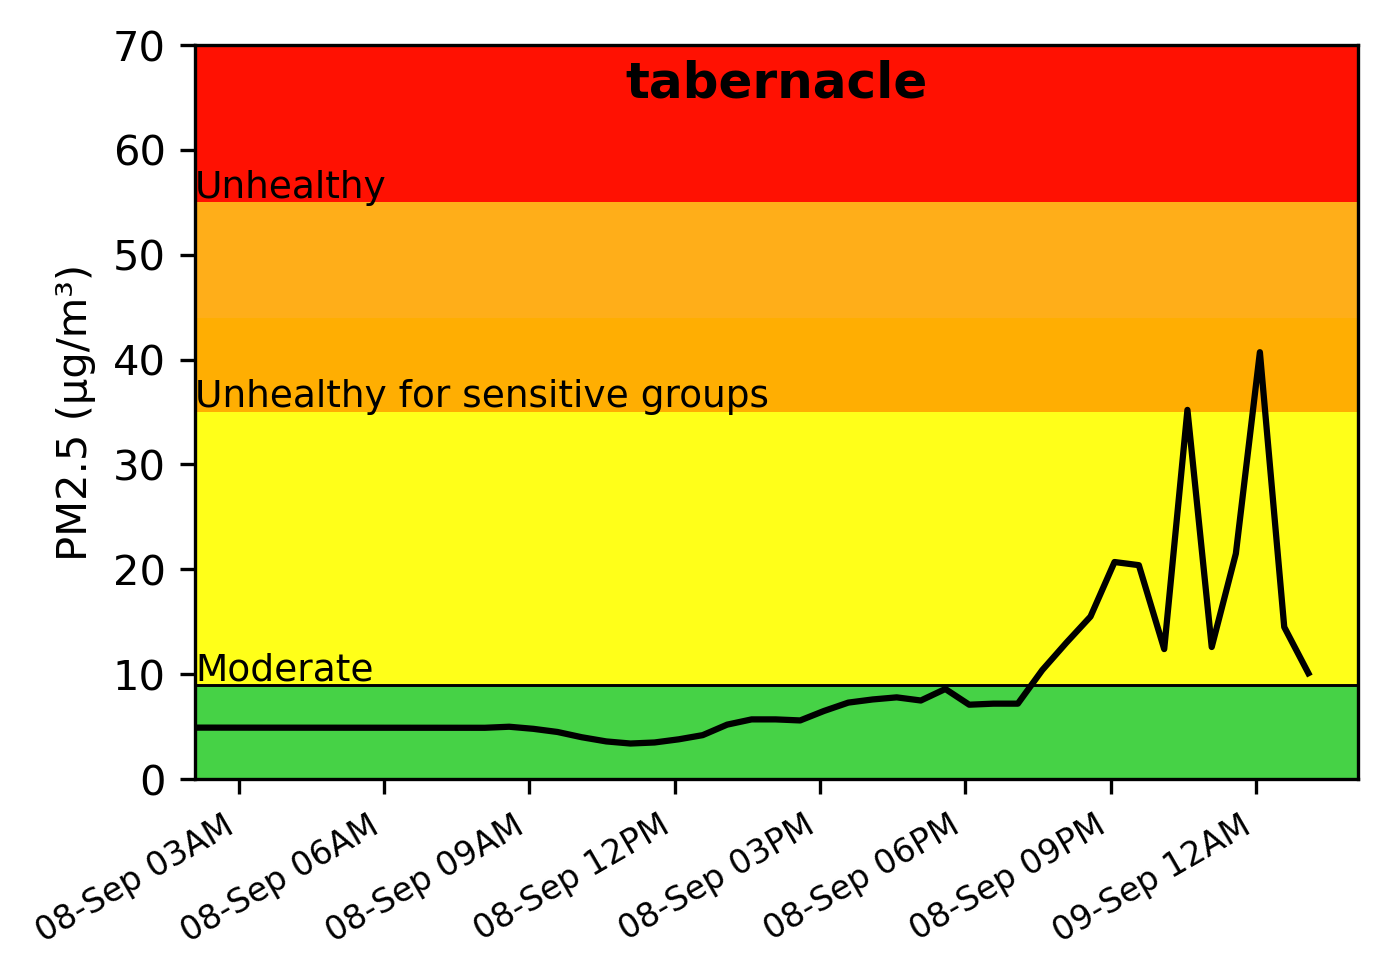 tabernacle
70
60
50
40
30
20
10
0
PM2.5 (µg/m³)
Unhealthy
Unhealthy for sensitive groups
Moderate
08-Sep 03AM
08-Sep 06AM
08-Sep 09AM
08-Sep 12PM
08-Sep 03PM
08-Sep 06PM
08-Sep 09PM
09-Sep 12AM